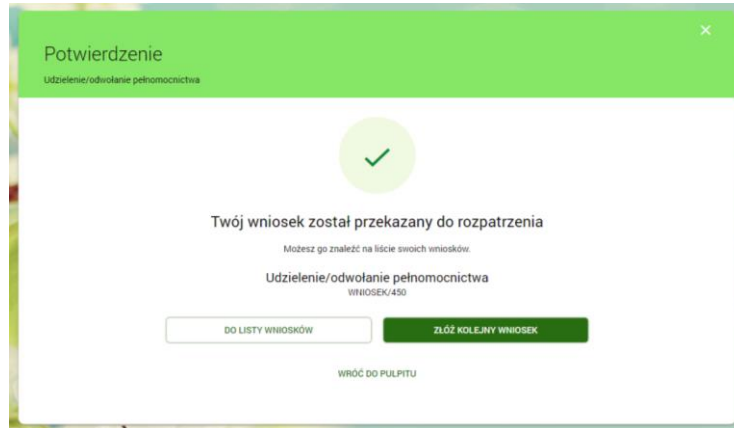 Potwierdzenie
Udzielenie/odwołanie pełnomocnictwa
Twój wniosek został przekazany do rozpatrzenia
Możesz go znaleźć na liście swoich wniosków.
Udzielenie/odwołanie pełnomocnictwa
WNIOSEK/450
DO LISTY WNIOSKÓW
ZŁÓŻ KOLEJNY WNIOSEK
WRÓĆ DO PULPITU